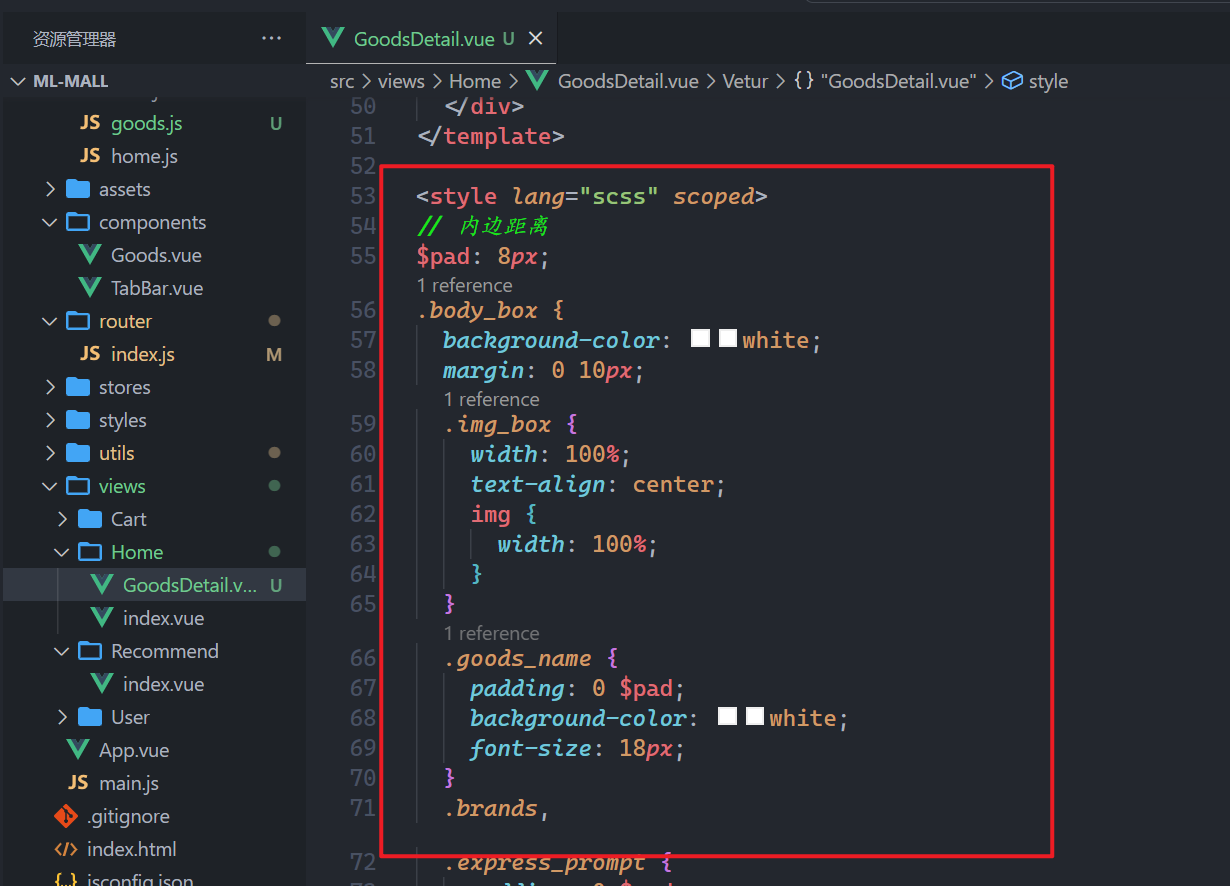 资源管理器 ···
ML-MALL
JS goods.js U
JS home.js
assets
components
Goods.vue
TabBar.vue
router
JS index.js M
stores
styles
utils
views
Cart
Home
GoodsDetail.v... U
index.vue
Recommend
index.vue
User
App.vue
JS main.js
.gitignore
index.html
jsconfig.json
GoodsDetail.vue U
src > views > Home > GoodsDetail.vue > Vetur > {} "GoodsDetail.vue" > style
50 </div>
51 </template>
52
53 <style lang="scss" scoped>
54 // 内边距离
55 $pad: 8px;
1 reference
56 .body_box {
57 background-color: white;
58 margin: 0 10px;
1 reference
59 .img_box {
60 width: 100%;
61 text-align: center;
62 img {
63 width: 100%;
64 }
65 }
1 reference
66 .goods_name {
67 padding: 0 $pad;
68 background-color: white;
69 font-size: 18px;
70 }
71 .brands,
72 .express_prompt {